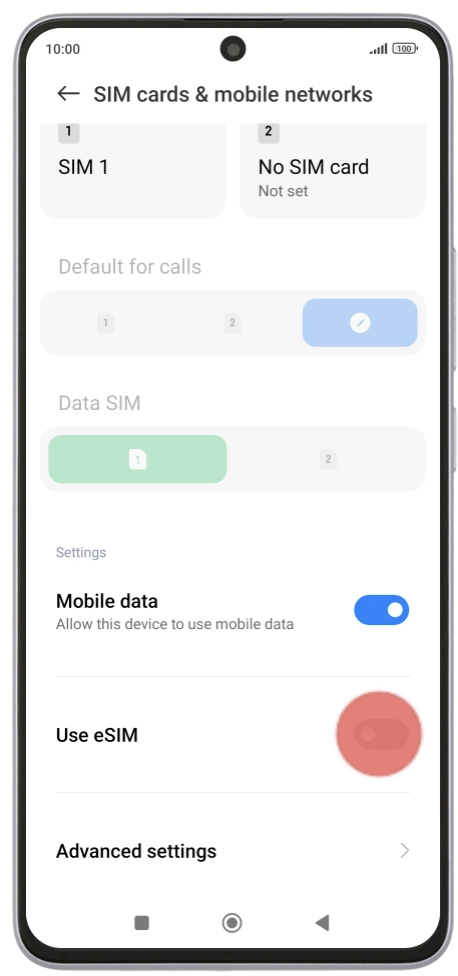 10:00
100
SIM cards & mobile networks
1
2
SIM 1
No SIM card
Not set
Default for calls
1
2
Data SIM
1
2
Settings
Mobile data
Allow this device to use mobile data
Use eSIM
Advanced settings